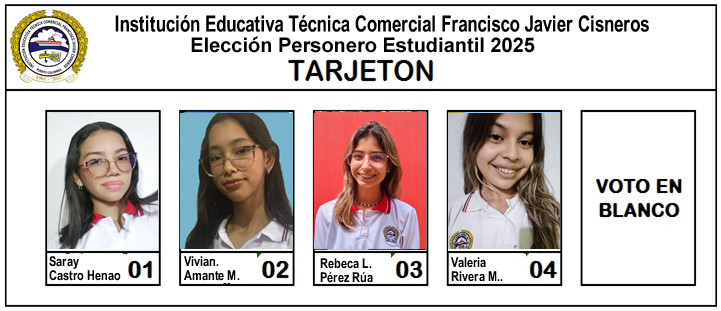 Institución Educativa Técnica Comercial Francisco Javier Cisneros
Elección Personero Estudiantil 2025
TARJETON
Saray
Castro Henao 01
Vivian.
Amante M. 02
Rebeca L.
Pérez Rúa 03
Valeria
Rivera M.. 04
VOTO EN
BLANCO